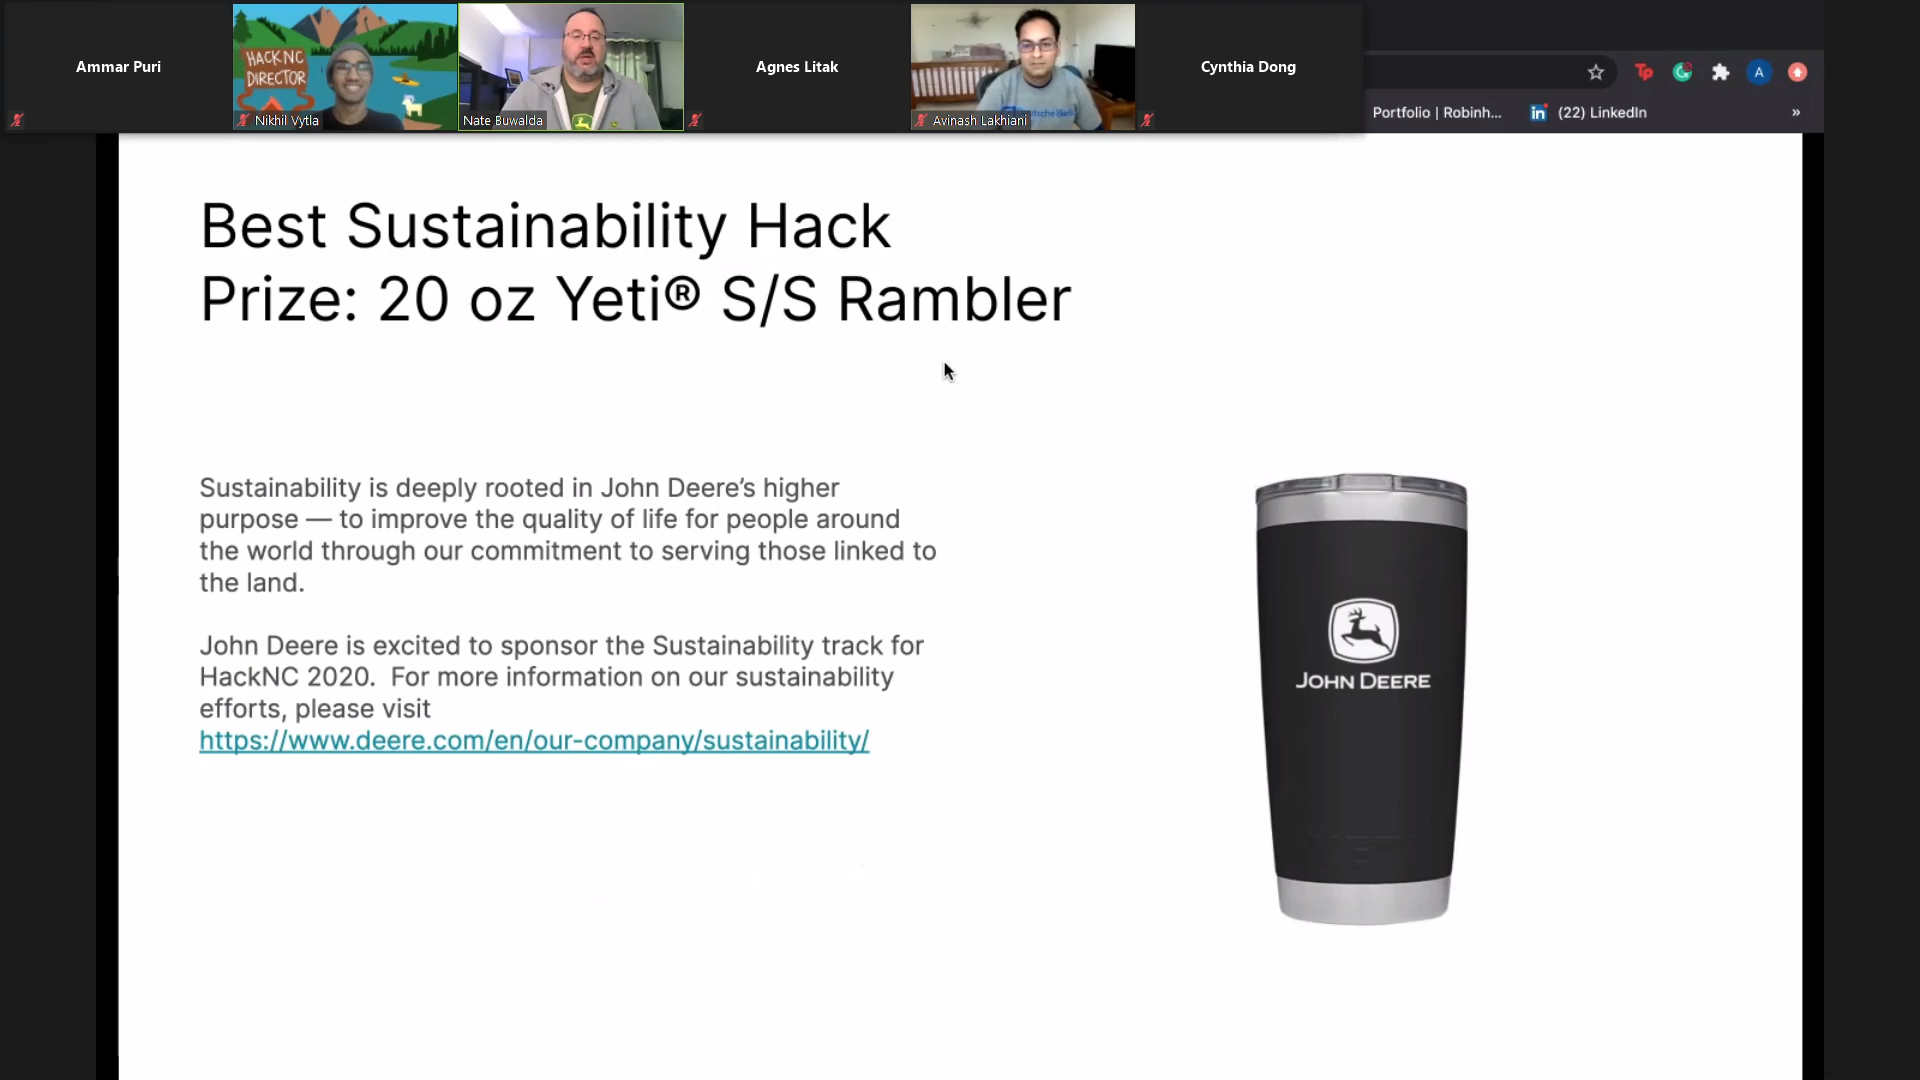 Ammar Puri
HACK NC
DIRECTOR
Nikhil Vytla
Nate Buwalda
Agnes Litak
Avinash Lakhiani
Cynthia Dong
Tp
A
Portfolio | Robinh...
in
(22) LinkedIn
»
Best Sustainability Hack
Prize: 20 oz Yeti® S/S Rambler
Sustainability is deeply rooted in John Deere’s higher
purpose — to improve the quality of life for people around
the world through our commitment to serving those linked to
the land.
John Deere is excited to sponsor the Sustainability track for
HackNC 2020.  For more information on our sustainability
efforts, please visit
https://www.deere.com/en/our-company/sustainability/
JOHN DEERE